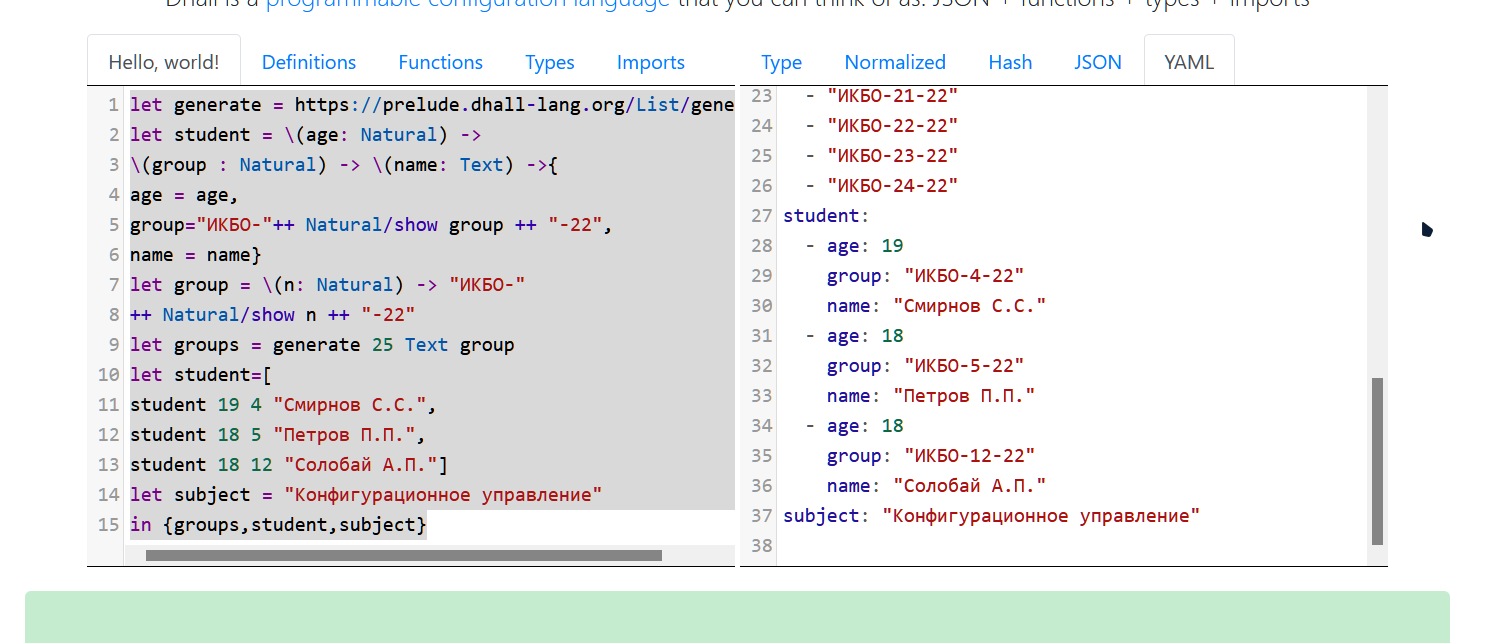 Dhall is a programmable configuration language that you can think of as: JSON + functions + types + imports
Hello, world! Definitions Functions Types Imports
1 let generate = https://prelude.dhall-lang.org/List/gene
2 let student = \(age: Natural) ->
3 \(group : Natural) -> \(name: Text) ->{
4 age = age,
5 group="ИКБО-"++ Natural/show group ++ "-22",
6 name = name}
7 let group = \(n: Natural) -> "ИКБО-"
8 ++ Natural/show n ++ "-22"
9 let groups = generate 25 Text group
10 let student=[
11 student 19 4 "Смирнов С.С.",
12 student 18 5 "Петров П.П.",
13 student 18 12 "Солобай А.П."]
14 let subject = "Конфигурационное управление"
15 in {groups,student,subject}
Type Normalized Hash JSON YAML
23 - "ИКБО-21-22"
24 - "ИКБО-22-22"
25 - "ИКБО-23-22"
26 - "ИКБО-24-22"
27 student:
28 - age: 19
29 group: "ИКБО-4-22"
30 name: "Смирнов С.С."
31 - age: 18
32 group: "ИКБО-5-22"
33 name: "Петров П.П."
34 - age: 18
35 group: "ИКБО-12-22"
36 name: "Солобай А.П."
37 subject: "Конфигурационное управление"
38